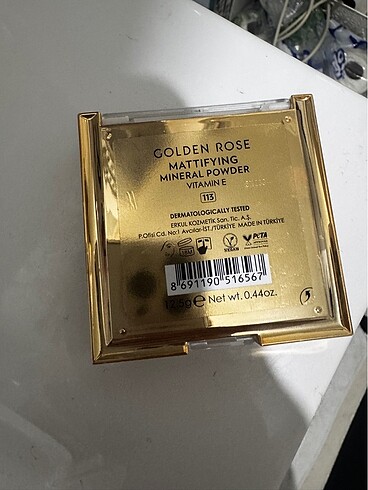 GOLDEN ROSE
MATTIFYING
MINERAL POWDER
VITAMIN E
113
DERMATOLOGICALLY TESTED
ERKUL KOZMETİK San. Tic. A.Ş.
P.Ofisi Cd. No:1 Avcılar-İST./TÜRKİYE MADE IN TÜRKİYE
VEGAN
PETA
8 691190 516567
℮ Net wt. 0.44oz.